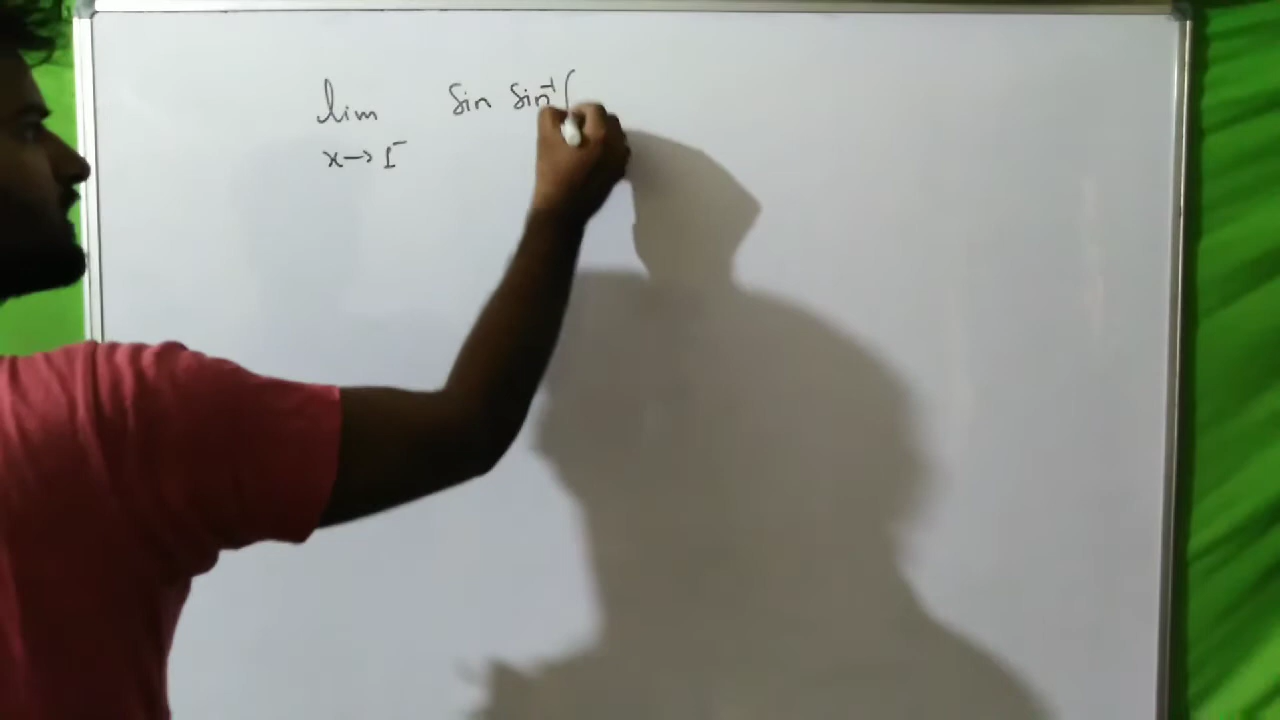 lim sin sin⁻¹(
x→1⁻